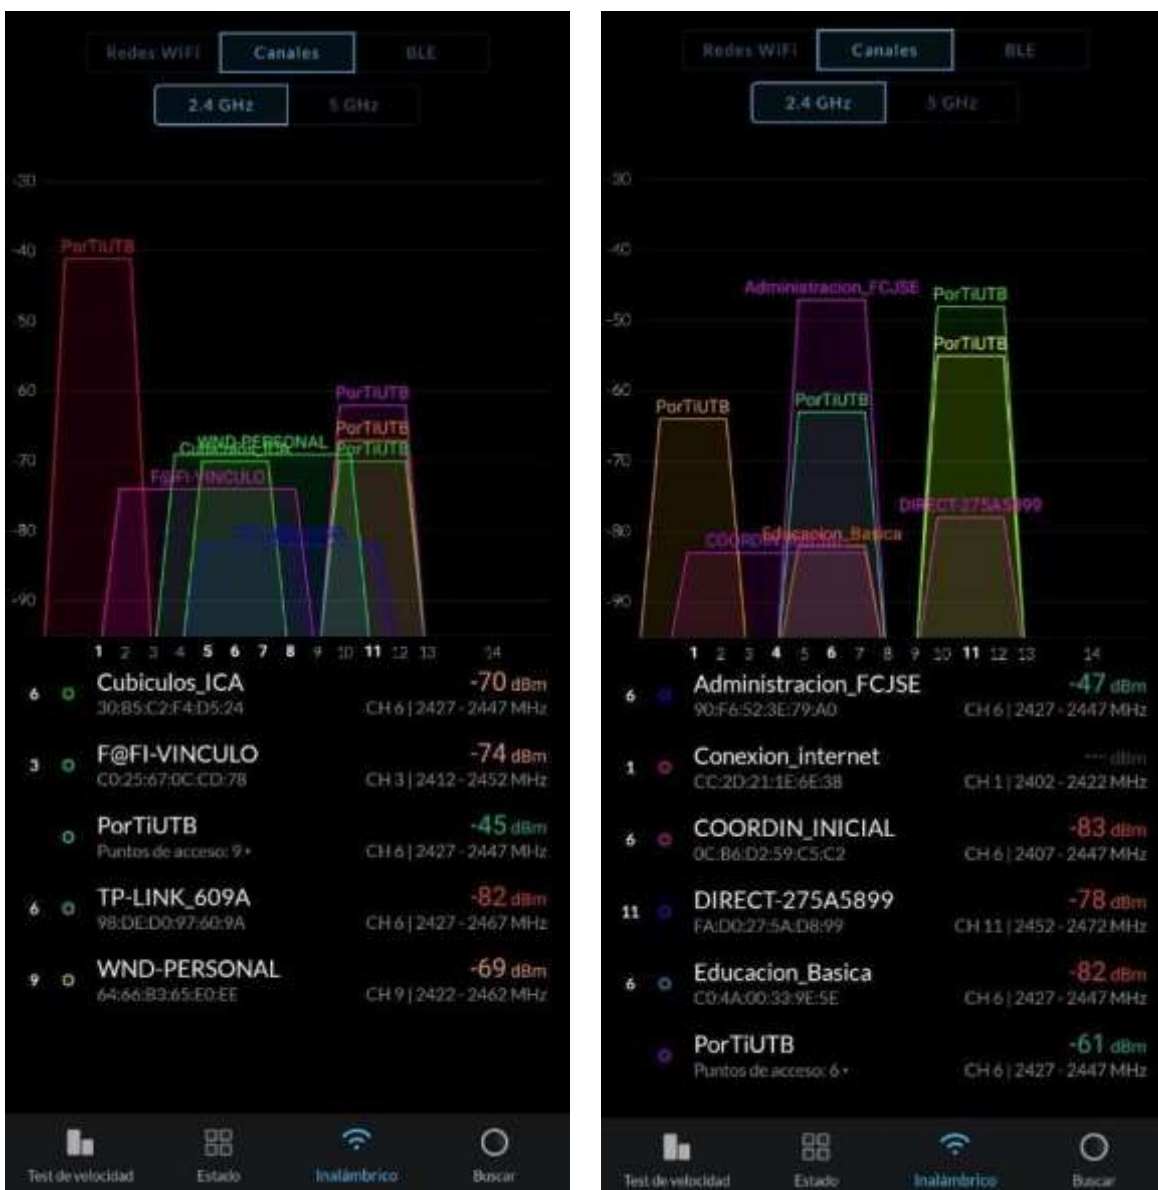 Redes WiFi Canales BLE
2.4 GHz 5 GHz
-30
-40
PorTiUTB
-50
-60
PorTiUTB
PorTiUTB
WND-PERSONAL
Cubiculos_ICA
PorTiUTB
-70
F@FI-VINCULO
-80
-90
1 2 3 4 5 6 7 8 9 10 11 12 13 14
6 Cubiculos_ICA -70 dBm
30:B5:C2:F4:D5:24 CH 6 | 2427 - 2447 MHz
3 F@FI-VINCULO -74 dBm
C0:25:67:0C:CD:78 CH 3 | 2412 - 2452 MHz
PorTiUTB -45 dBm
Puntos de acceso: 9 CH 6 | 2427 - 2447 MHz
6 TP-LINK_609A -82 dBm
98:DE:D0:97:60:9A CH 6 | 2427 - 2467 MHz
9 WND-PERSONAL -69 dBm
64:66:B3:65:E0:EE CH 9 | 2422 - 2462 MHz
Test de velocidad Estado Inalámbrico Buscar
Redes WiFi Canales BLE
2.4 GHz 5 GHz
-30
-40
Administracion_FCJSE
PorTiUTB
-50
PorTiUTB
-60
PorTiUTB
PorTiUTB
-70
DIRECT-275A5899
-80
Educacion_Basica
-90
1 2 3 4 5 6 7 8 9 10 11 12 13 14
6 Administracion_FCJSE -47 dBm
90:F6:52:3E:79:A0 CH 6 | 2427 - 2447 MHz
1 Conexion_internet --- dBm
CC:2D:21:1E:6E:38 CH 1 | 2402 - 2422 MHz
6 COORDIN_INICIAL -83 dBm
0C:B6:D2:59:C5:C2 CH 6 | 2407 - 2447 MHz
11 DIRECT-275A5899 -78 dBm
FA:D0:27:5A:D8:99 CH 11 | 2452 - 2472 MHz
6 Educacion_Basica -82 dBm
C0:4A:00:33:9E:5E CH 6 | 2427 - 2447 MHz
PorTiUTB -61 dBm
Puntos de acceso: 6 CH 6 | 2427 - 2447 MHz
Test de velocidad Estado Inalámbrico Buscar